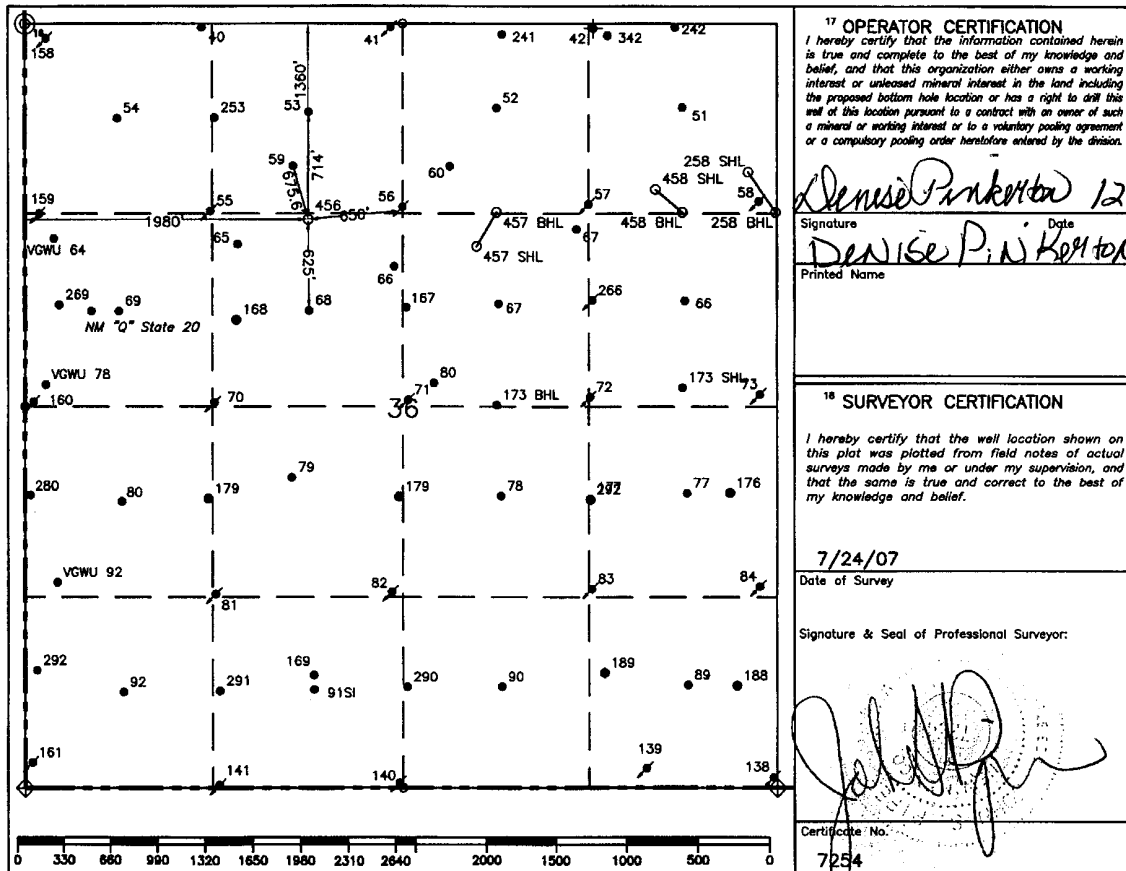 40
41
241
42
342
242
158
1360'
54
253
53
52
51
714'
59
675.6'
60
258 SHL
458 SHL
159
55
456
650'
56
57
58
1980'
457 BHL
67
458 BHL
258 BHL
VGWU 64
65
625'
66
457 SHL
269
69
168
68
167
67
266
66
NM "Q" State 20
VGWU 78
80
173 SHL
73
160
70
71
173 BHL
72
36
79
280
80
179
179
78
292
77
176
VGWU 92
82
83
84
81
292
92
291
169
91SI
290
90
189
89
188
161
141
140
139
138
0 330 660 990 1320 1650 1980 2310 2640 2000 1500 1000 500 0
17 OPERATOR CERTIFICATION
I hereby certify that the information contained herein
is true and complete to the best of my knowledge and
belief, and that this organization either owns a working
interest or unleased mineral interest in the land including
the proposed bottom hole location or has a right to drill this
well at this location pursuant to a contract with an owner of such
a mineral or working interest or to a voluntary pooling agreement
or a compulsory pooling order heretofore entered by the division.
Denise Pinkerton 12
Signature Date
DENISE PINKERTON
Printed Name
18 SURVEYOR CERTIFICATION
I hereby certify that the well location shown on
this plat was plotted from field notes of actual
surveys made by me or under my supervision, and
that the same is true and correct to the best of
my knowledge and belief.
7/24/07
Date of Survey
Signature & Seal of Professional Surveyor:
Certificate No.
7254